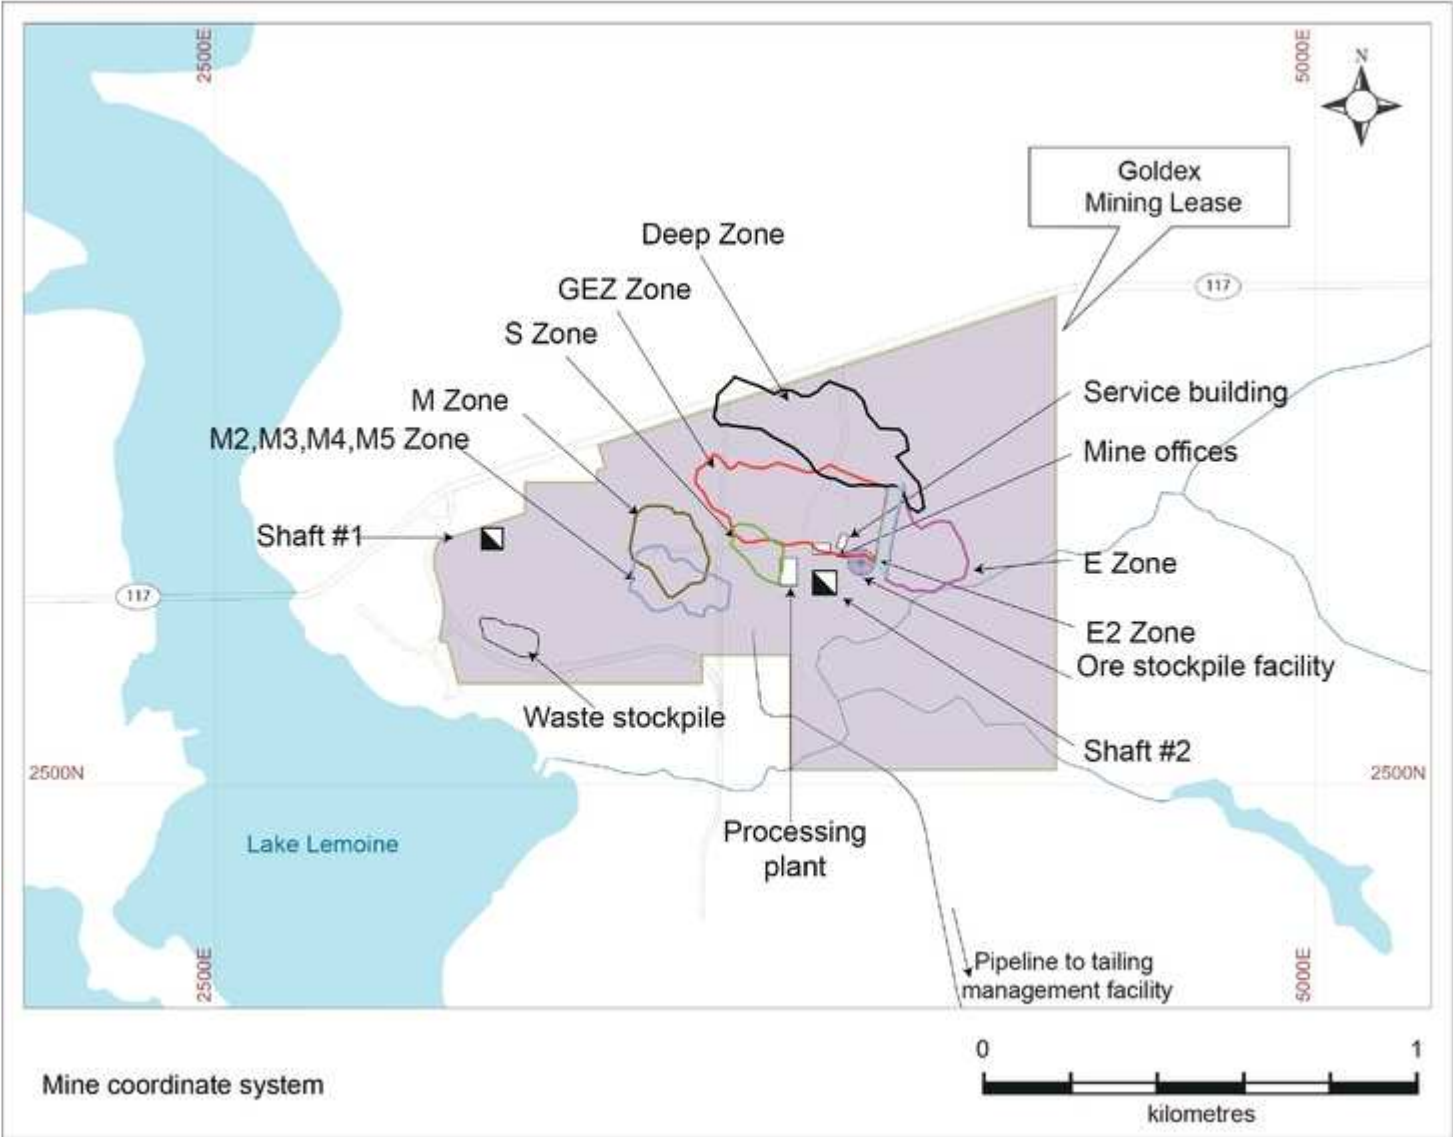 2500E
5000E
N
Goldex
Mining Lease
Deep Zone
117
GEZ Zone
S Zone
Service building
M Zone
M2,M3,M4,M5 Zone
Mine offices
Shaft #1
E Zone
117
E2 Zone
Ore stockpile facility
Waste stockpile
Shaft #2
2500N
2500N
Processing
plant
Lake Lemoine
2500E
5000E
Pipeline to tailing
management facility
0
1
Mine coordinate system
kilometres